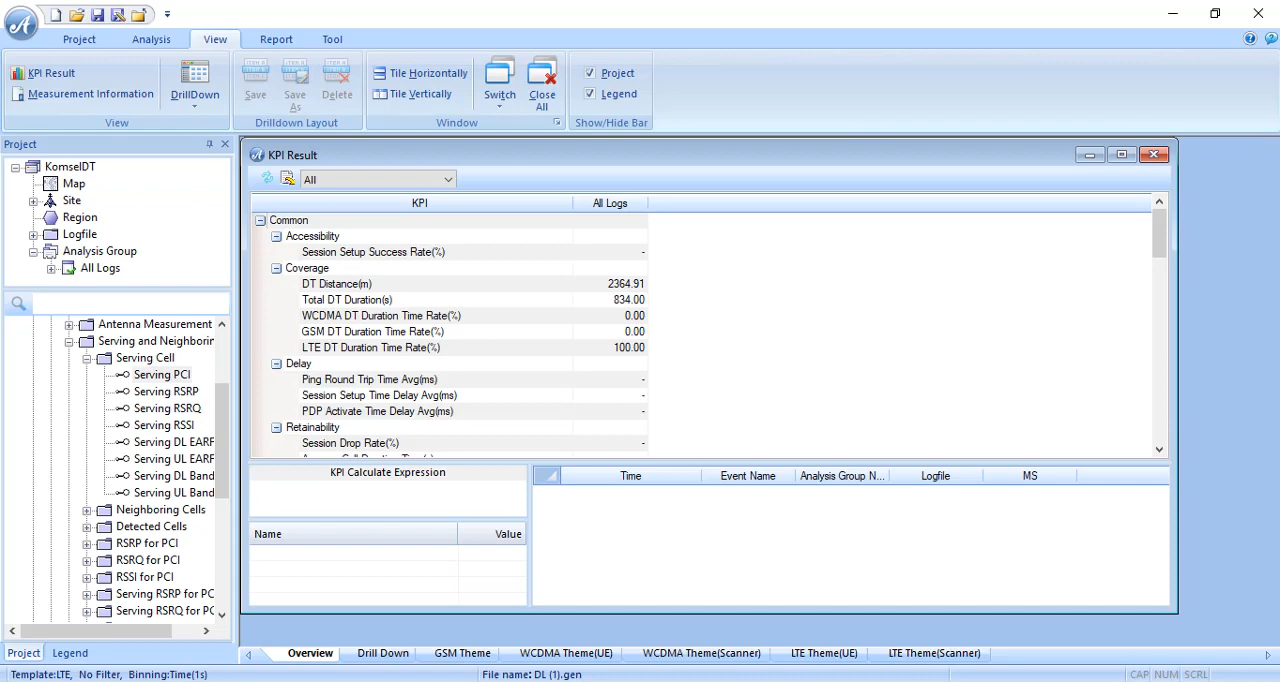 Project
Analysis
View
Report
Tool
KPI Result
Measurement Information
DrillDown
View
Save
Save As
Delete
Drilldown Layout
Tile Horizontally
Tile Vertically
Switch
Close All
Window
Project
Legend
Show/Hide Bar
Project
KomselDT
Map
Site
Region
Logfile
Analysis Group
All Logs
Antenna Measurement
Serving and Neighborin
Serving Cell
Serving PCI
Serving RSRP
Serving RSRQ
Serving RSSI
Serving DL EARF
Serving UL EARF
Serving DL Band
Serving UL Band
Neighboring Cells
Detected Cells
RSRP for PCI
RSRQ for PCI
RSSI for PCI
Serving RSRP for PC
Serving RSRQ for PC
Project Legend
KPI Result
All
KPI All Logs
Common
Accessibility
Session Setup Success Rate(%) -
Coverage
DT Distance(m) 2364.91
Total DT Duration(s) 834.00
WCDMA DT Duration Time Rate(%) 0.00
GSM DT Duration Time Rate(%) 0.00
LTE DT Duration Time Rate(%) 100.00
Delay
Ping Round Trip Time Avg(ms) -
Session Setup Time Delay Avg(ms) -
PDP Activate Time Delay Avg(ms) -
Retainability
Session Drop Rate(%) -
KPI Calculate Expression
Name Value
Time Event Name Analysis Group N... Logfile MS
Overview Drill Down GSM Theme WCDMA Theme(UE) WCDMA Theme(Scanner) LTE Theme(UE) LTE Theme(Scanner)
Template:LTE, No Filter, Binning:Time(1s) File name: DL (1).gen CAP NUM SCRL